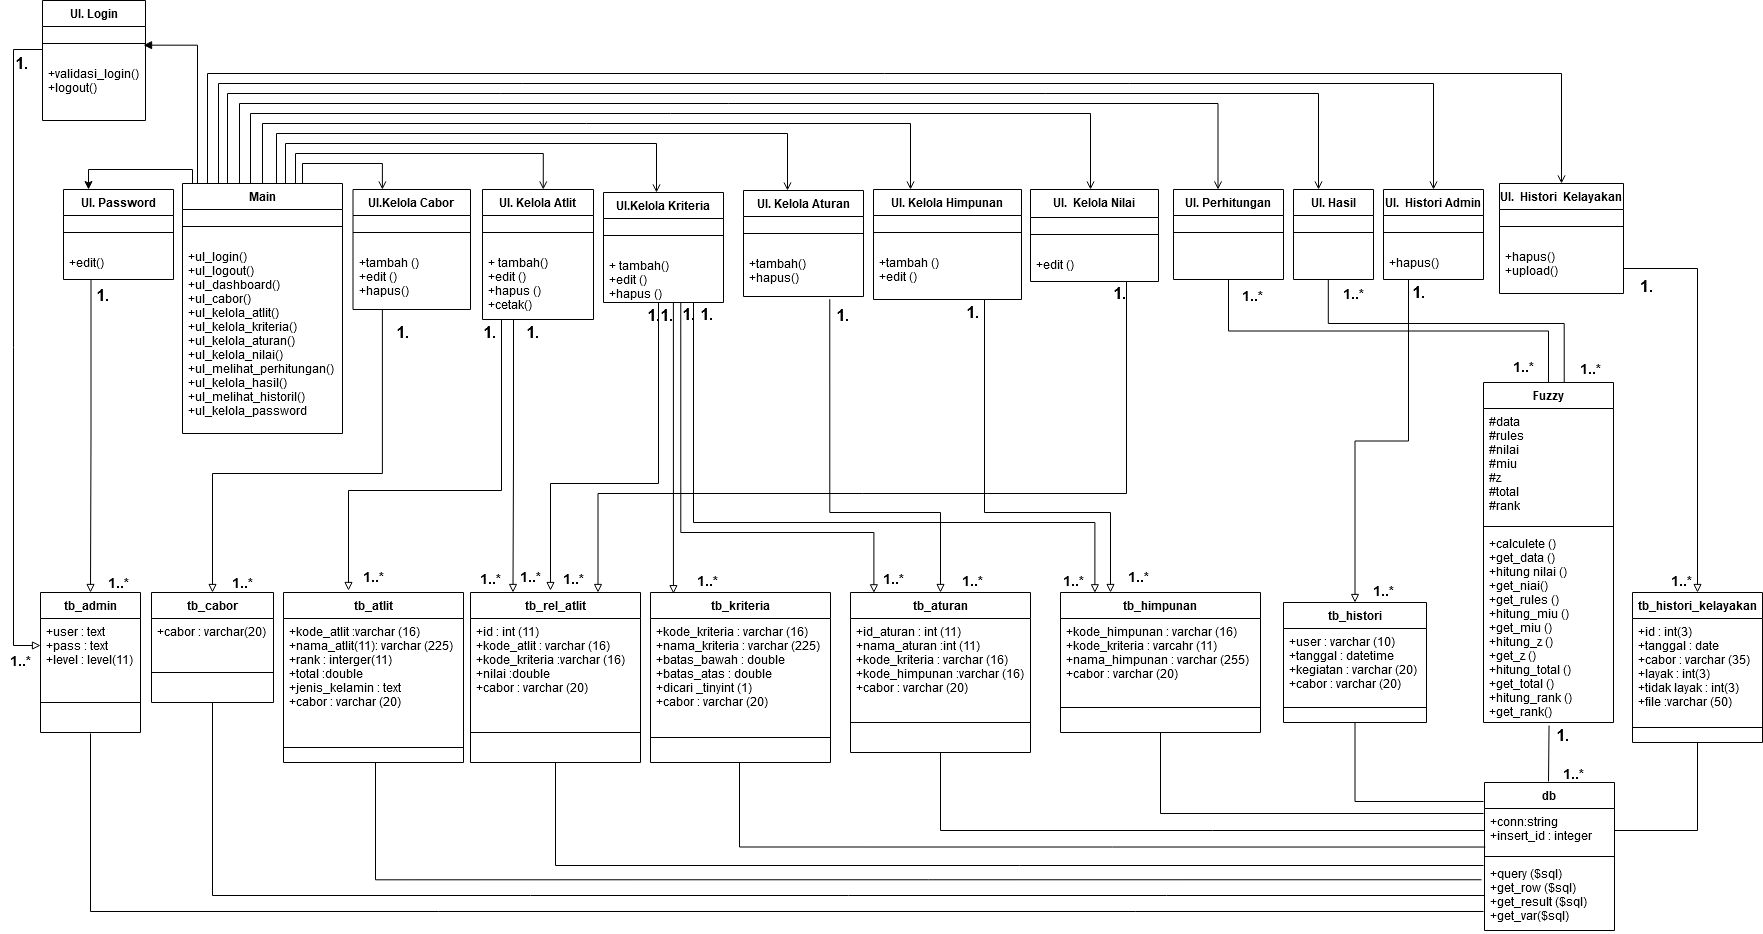 UI. Login
+validasi_login()
+logout()
1.
UI. Password
+edit()
1.
Main
+ul_login()
+ul_logout()
+ul_dashboard()
+ul_cabor()
+ul_kelola_atlit()
+ul_kelola_kriteria()
+ul_kelola_aturan()
+ul_kelola_nilai()
+ul_melihat_perhitungan()
+ul_kelola_hasil()
+ul_melihat_historil()
+ul_kelola_password
UI.Kelola Cabor
+tambah ()
+edit ()
+hapus()
1.
UI. Kelola Atlit
+ tambah()
+edit ()
+hapus ()
+cetak()
1.
1.
UI.Kelola Kriteria
+ tambah()
+edit ()
+hapus ()
1.
1.
1.
1.
UI. Kelola Aturan
+tambah()
+hapus()
1.
UI. Kelola Himpunan
+tambah ()
+edit ()
1.
UI. Kelola Nilai
+edit ()
1.
UI. Perhitungan
1..*
UI. Hasil
1..*
UI. Histori Admin
+hapus()
1.
UI. Histori Kelayakan
+hapus()
+upload()
1.
1..*
1..*
Fuzzy
#data
#rules
#nilai
#miu
#z
#total
#rank
+calculete ()
+get_data ()
+hitung nilai ()
+get_niai()
+get_rules ()
+hitung_miu ()
+get_miu ()
+hitung_z ()
+get_z ()
+hitung_total ()
+get_total ()
+hitung_rank ()
+get_rank()
1.
1..*
1..*
tb_admin
+user : text
+pass : text
+level : level(11)
1..*
tb_cabor
+cabor : varchar(20)
1..*
tb_atlit
+kode_atlit :varchar (16)
+nama_atlit(11): varchar (225)
+rank : interger(11)
+total :double
+jenis_kelamin : text
+cabor : varchar (20)
1..*
1..*
1..*
1..*
tb_rel_atlit
+id : int (11)
+kode_atlit : varchar (16)
+kode_kriteria :varchar (16)
+nilai :double
+cabor : varchar (20)
1..*
tb_kriteria
+kode_kriteria : varchar (16)
+nama_kriteria : varchar (225)
+batas_bawah : double
+batas_atas : double
+dicari _tinyint (1)
+cabor : varchar (20)
1..*
1..*
tb_aturan
+id_aturan : int (11)
+nama_aturan :int (11)
+kode_kriteria : varchar (16)
+kode_himpunan :varchar (16)
+cabor : varchar (20)
1..*
1..*
tb_himpunan
+kode_himpunan : varchar (16)
+kode_kriteria : varcahr (11)
+nama_himpunan : varchar (255)
+cabor : varchar (20)
1..*
tb_histori
+user : varchar (10)
+tanggal : datetime
+kegiatan : varchar (20)
+cabor : varchar (20)
1..*
tb_histori_kelayakan
+id : int(3)
+tanggal : date
+cabor : varchar (35)
+layak : int(3)
+tidak layak : int(3)
+file :varchar (50)
db
+conn:string
+insert_id : integer
+query ($sql)
+get_row ($sql)
+get_result ($sql)
+get_var($sql)